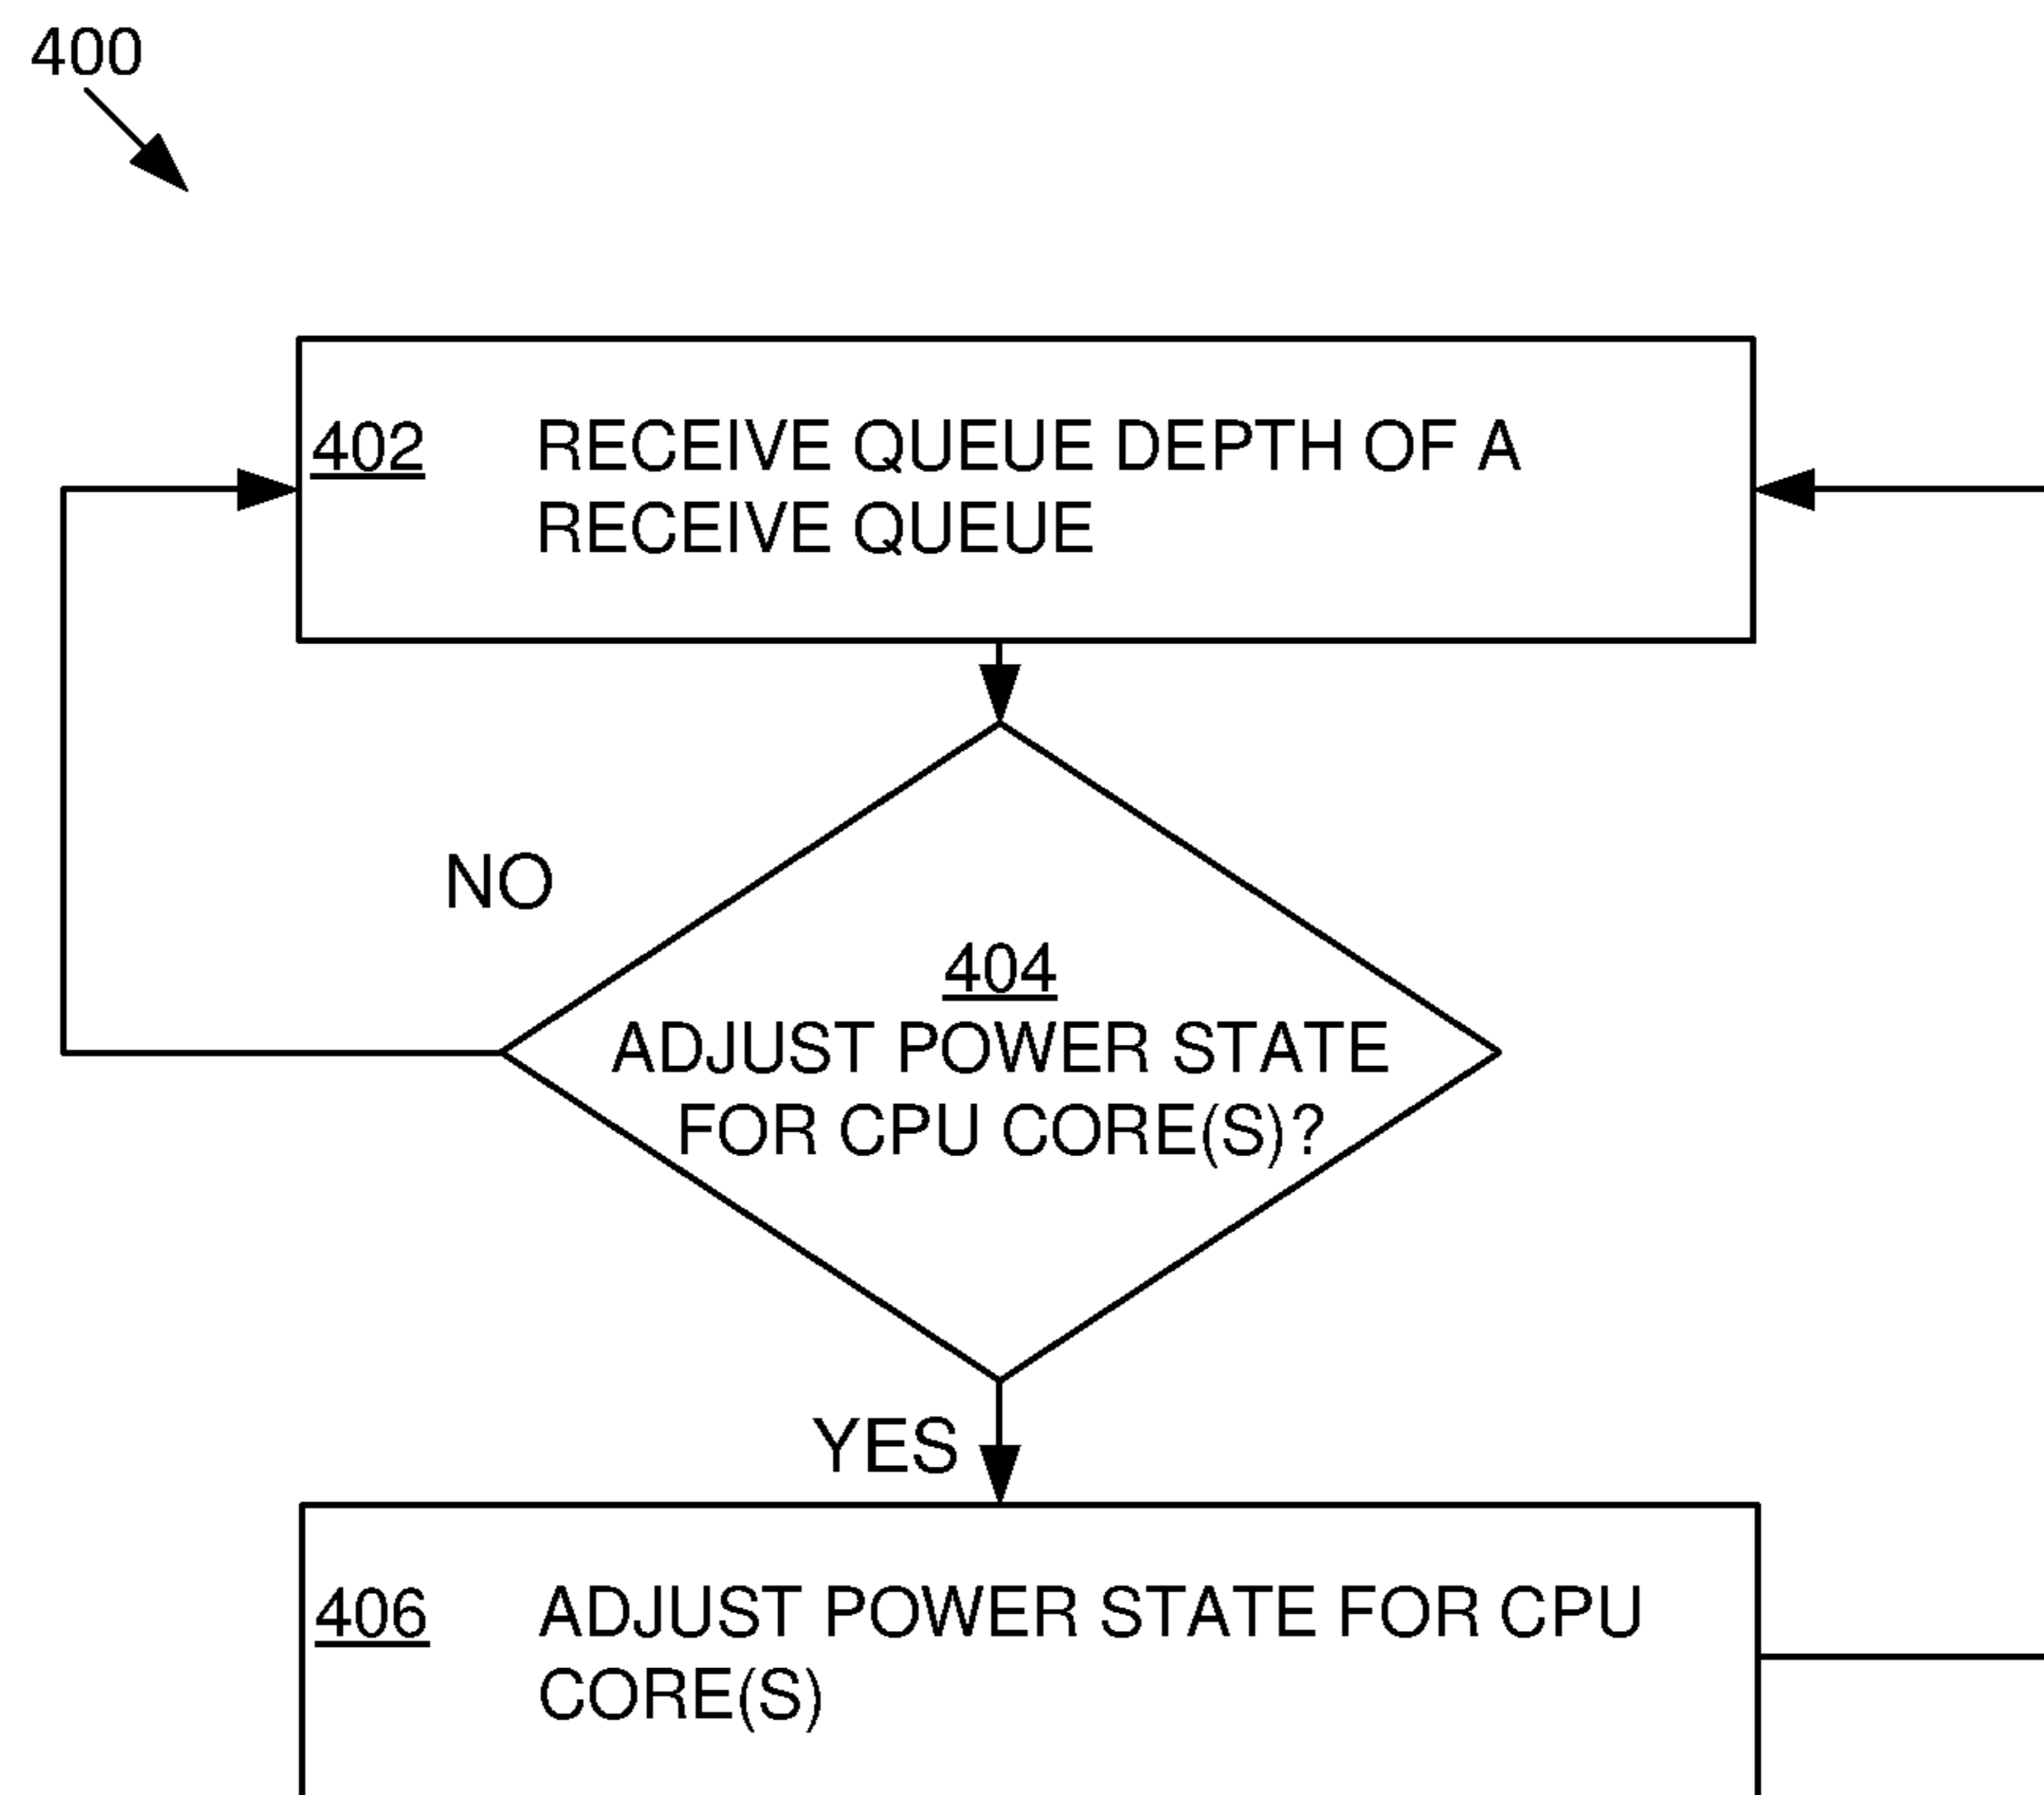 400
402 RECEIVE QUEUE DEPTH OF A
RECEIVE QUEUE
NO
404
ADJUST POWER STATE
FOR CPU CORE(S)?
YES
406 ADJUST POWER STATE FOR CPU
CORE(S)